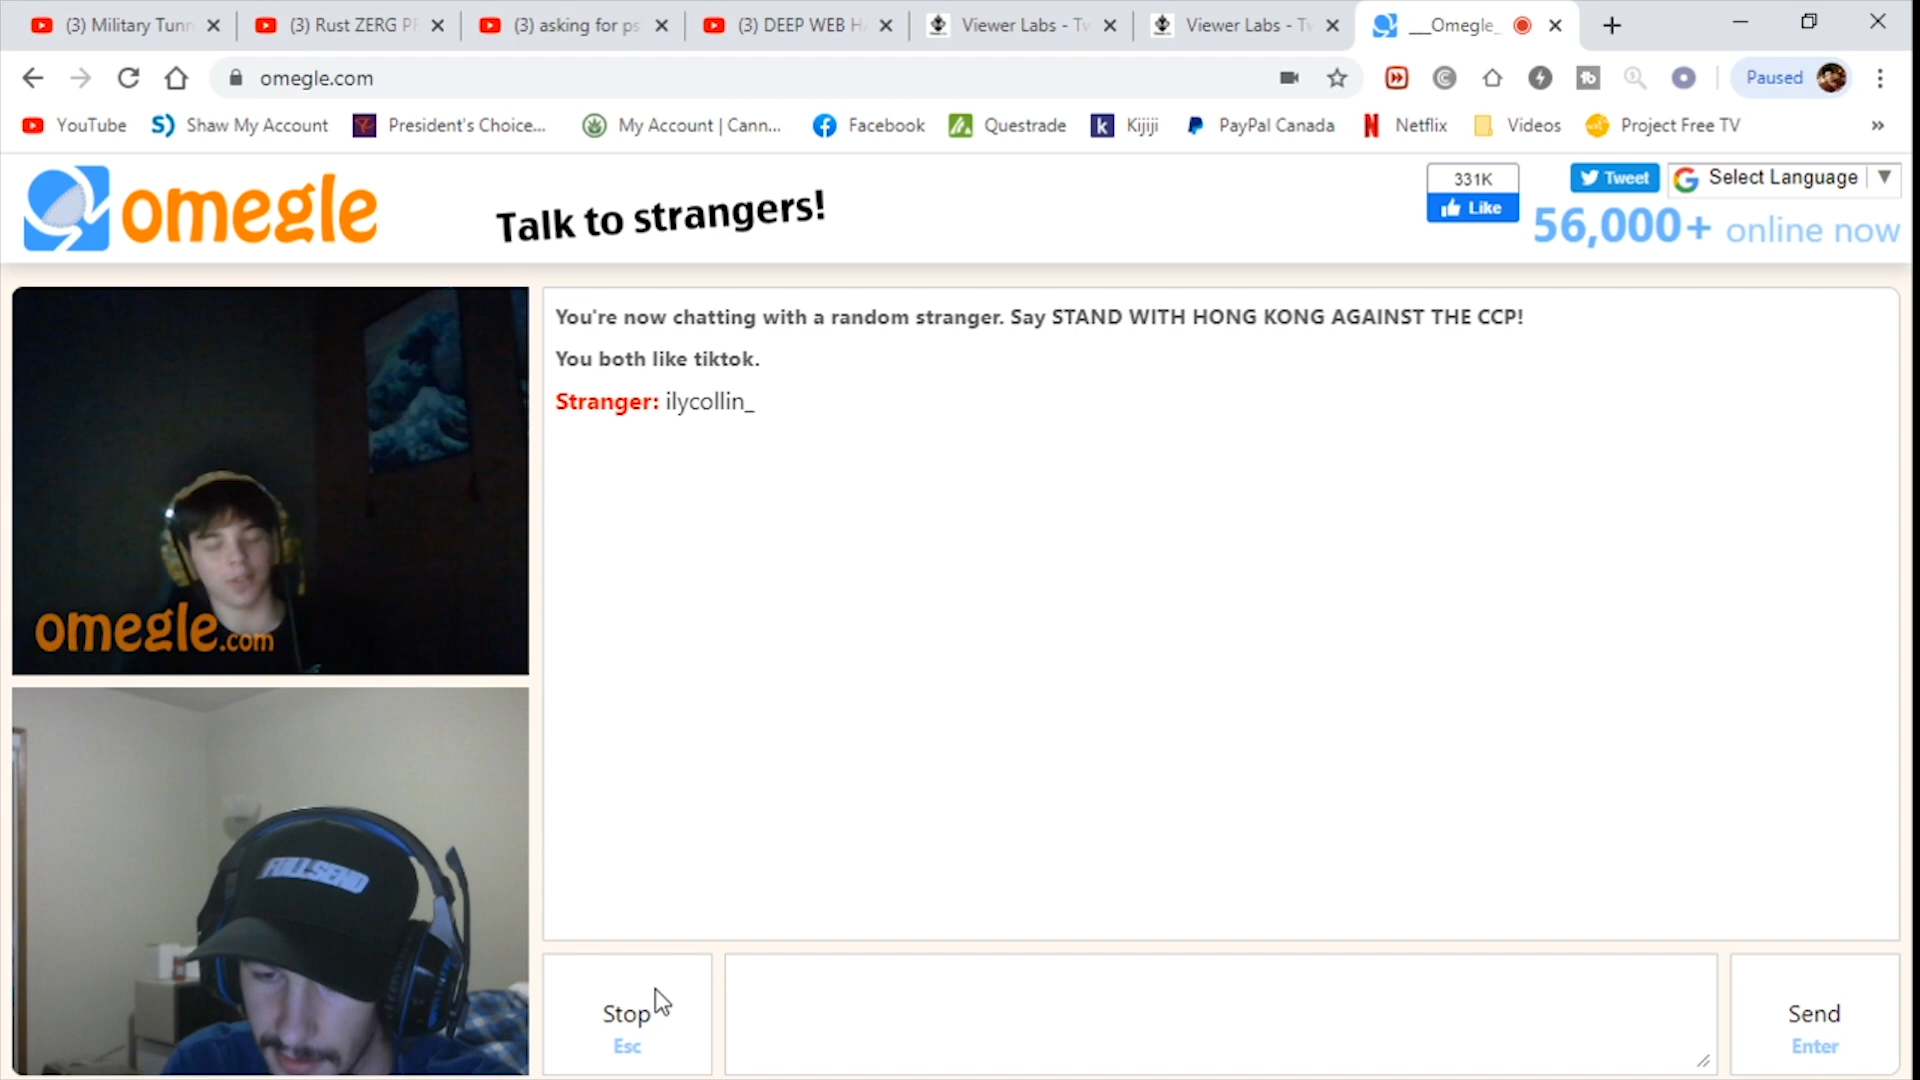 (3) Military Tunn
(3) Rust ZERG P
(3) asking for ps
(3) DEEP WEB H
Viewer Labs - Tw
Viewer Labs - Tw
__Omegle_
omegle.com
Paused
YouTube
Shaw My Account
President's Choice...
My Account | Cann...
Facebook
Questrade
Kijiji
PayPal Canada
Netflix
Videos
Project Free TV
»
omegle
Talk to strangers!
331K
Like
Tweet
Select Language
56,000+ online now
You're now chatting with a random stranger. Say STAND WITH HONG KONG AGAINST THE CCP!
You both like tiktok.
Stranger: ilycollin_
omegle.com
FULLSEND
Stop
Esc
Send
Enter